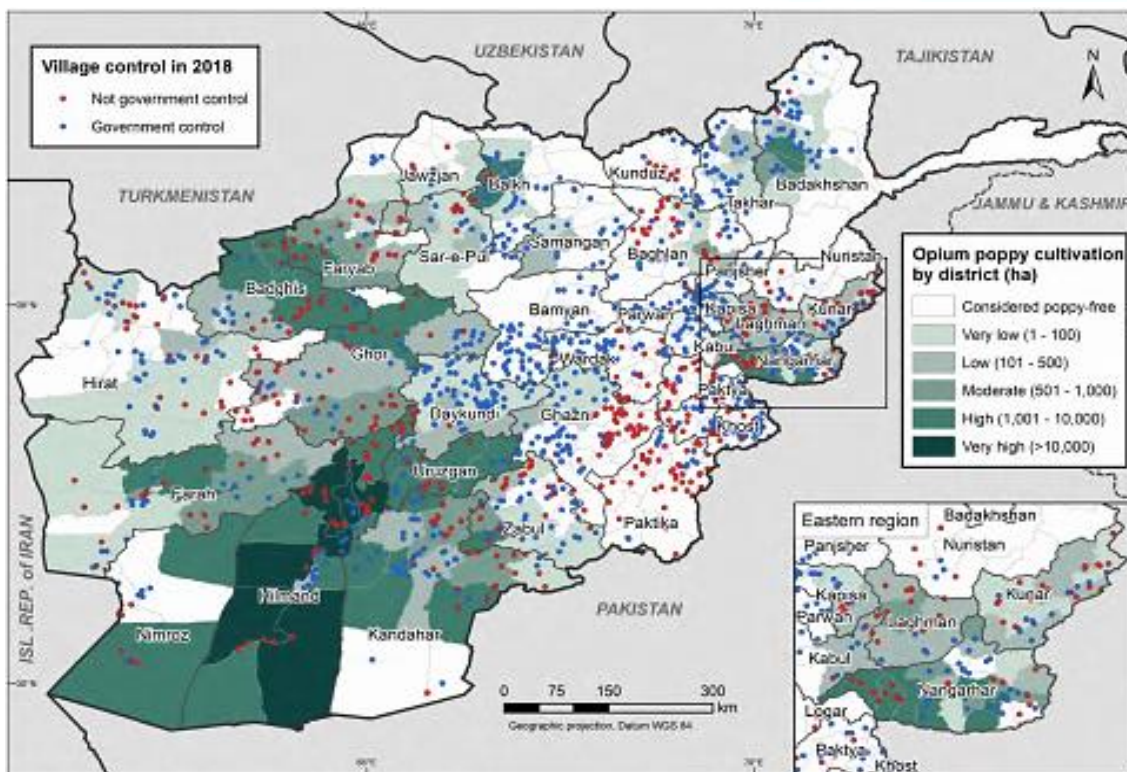 UZBEKISTAN
TAJIKISTAN
N
Village control in 2018
Not government control
Government control
TURKMENISTAN
JAMMU & KASHMIR
Jawzjan
Balkh
Kunduz
Badakhshan
Takhar
Samangan
Sar-e-Pul
Baghlan
Faryab
Badghis
Panjsher
Nuristan
Bamyan
Parwan
Kapisa
Laghman
Kunar
Kabul
Nangarhar
Wardak
Ghor
Hirat
Daykundi
Ghazni
Paktya
Khost
Uruzgan
Farah
Zabul
Paktika
Hilmand
Nimroz
Kandahar
PAKISTAN
ISL. REP. of IRAN
Opium poppy cultivation
by district (ha)
Considered poppy-free
Very low (1 - 100)
Low (101 - 500)
Moderate (501 - 1,000)
High (1,001 - 10,000)
Very high (>10,000)
0 75 150 300
km
Geographic projection, Datum WGS 84
Eastern region
Badakhshan
Panjsher
Nuristan
Kapisa
Kunar
Parwan
Laghman
Kabul
Nangarhar
Logar
Paktya
Khost